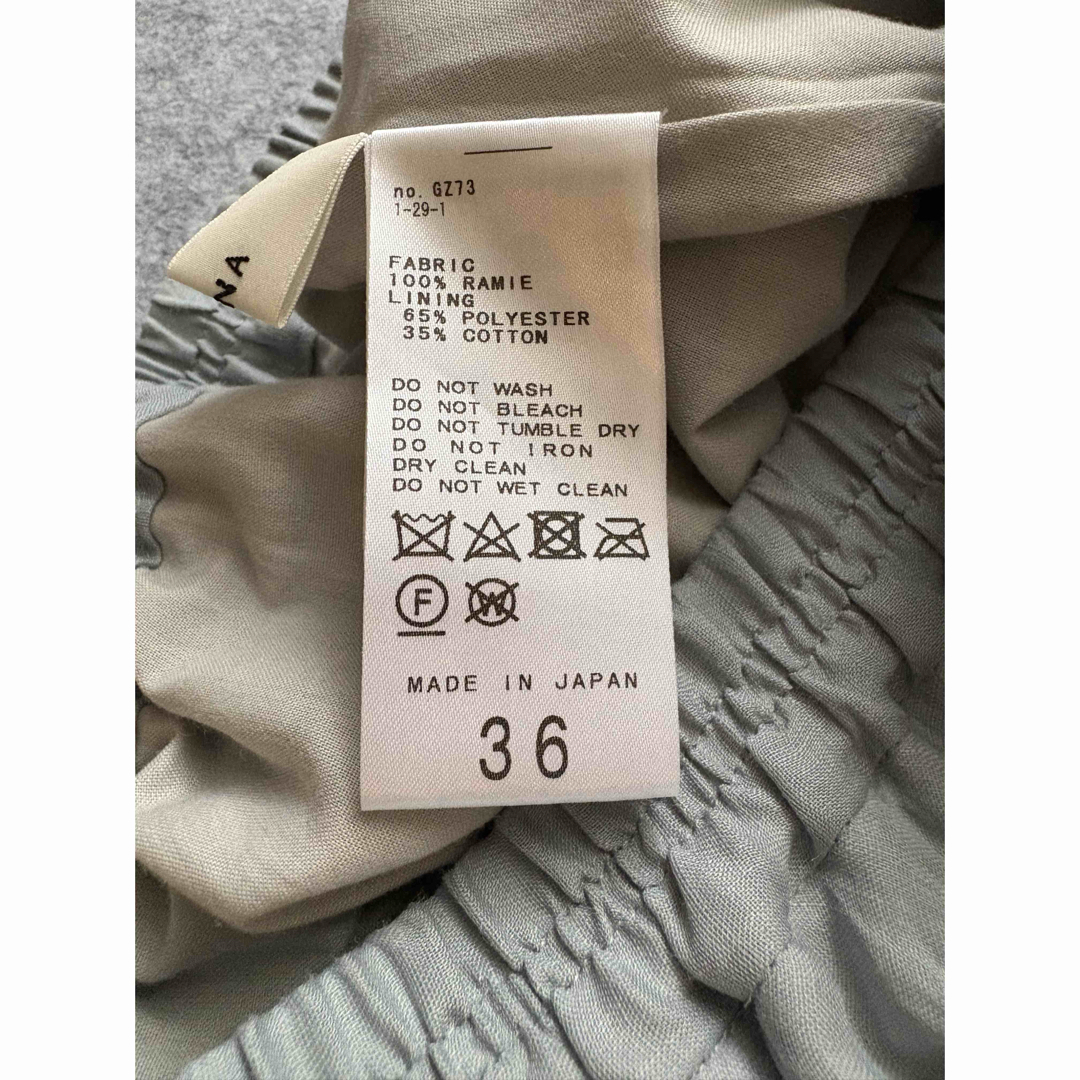 NA
no. GZ73
1-29-1
FABRIC
100% RAMIE
LINING
65% POLYESTER
35% COTTON
DO NOT WASH
DO NOT BLEACH
DO NOT TUMBLE DRY
DO NOT IRON
DRY CLEAN
DO NOT WET CLEAN
F W
MADE IN JAPAN
36